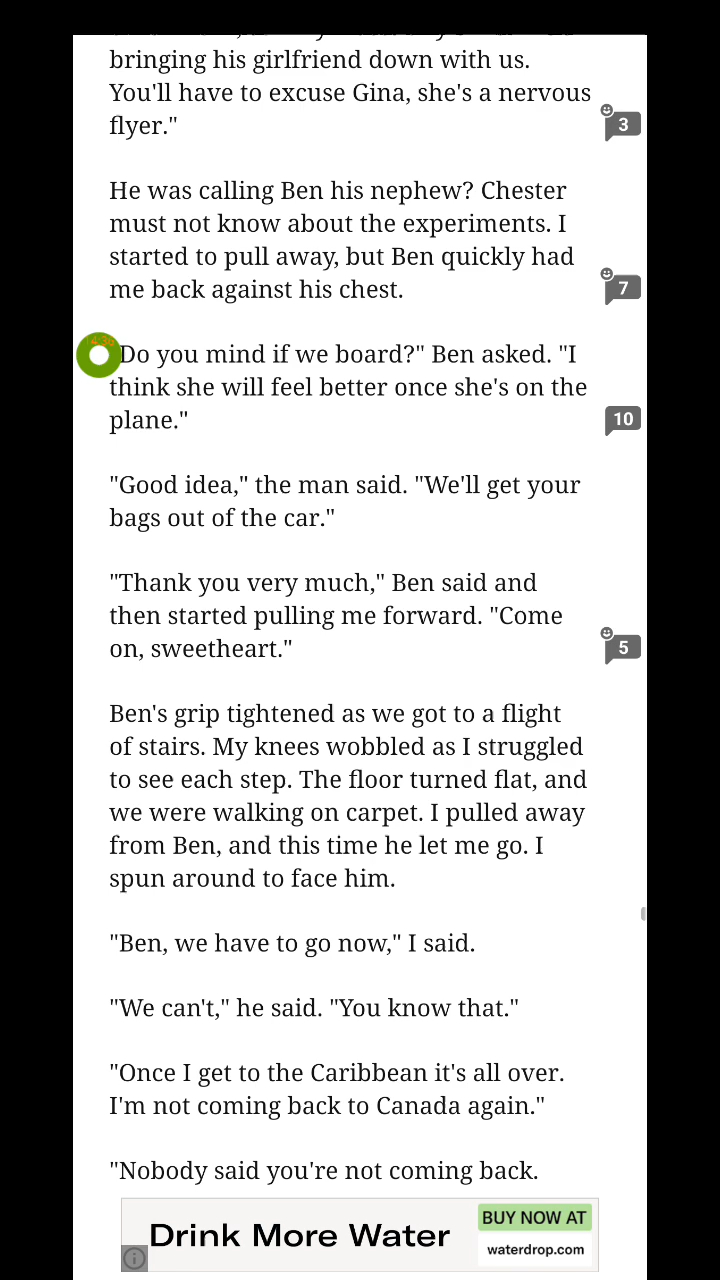 bringing his girlfriend down with us.
You'll have to excuse Gina, she's a nervous
flyer."
3
He was calling Ben his nephew? Chester
must not know about the experiments. I
started to pull away, but Ben quickly had
me back against his chest.
7
Do you mind if we board?" Ben asked. "I
think she will feel better once she's on the
plane."
10
"Good idea," the man said. "We'll get your
bags out of the car."
"Thank you very much," Ben said and
then started pulling me forward. "Come
on, sweetheart."
5
Ben's grip tightened as we got to a flight
of stairs. My knees wobbled as I struggled
to see each step. The floor turned flat, and
we were walking on carpet. I pulled away
from Ben, and this time he let me go. I
spun around to face him.
"Ben, we have to go now," I said.
"We can't," he said. "You know that."
"Once I get to the Caribbean it's all over.
I'm not coming back to Canada again."
"Nobody said you're not coming back.
Drink More Water
BUY NOW AT
waterdrop.com